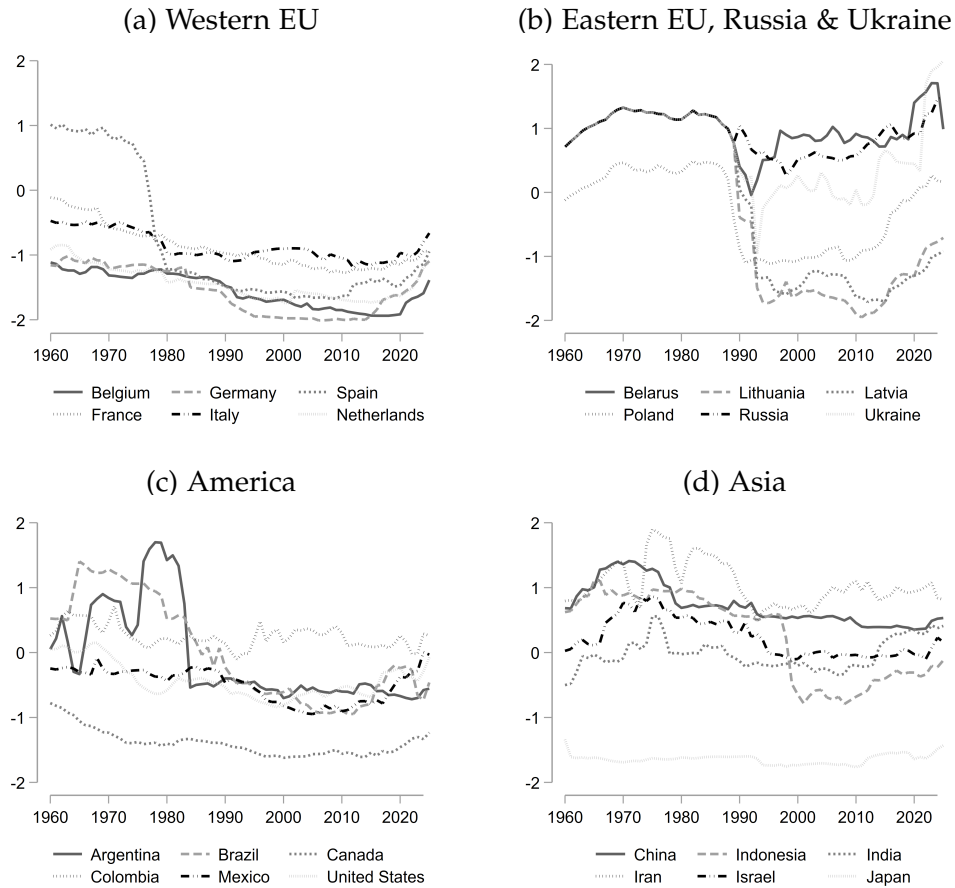 (a) Western EU
2
1
0
-1
-2
1960 1970 1980 1990 2000 2010 2020
Belgium Germany Spain
France Italy Netherlands
(b) Eastern EU, Russia & Ukraine
2
1
0
-1
-2
1960 1970 1980 1990 2000 2010 2020
Belarus Lithuania Latvia
Poland Russia Ukraine
(c) America
2
1
0
-1
-2
1960 1970 1980 1990 2000 2010 2020
Argentina Brazil Canada
Colombia Mexico United States
(d) Asia
2
1
0
-1
-2
1960 1970 1980 1990 2000 2010 2020
China Indonesia India
Iran Israel Japan